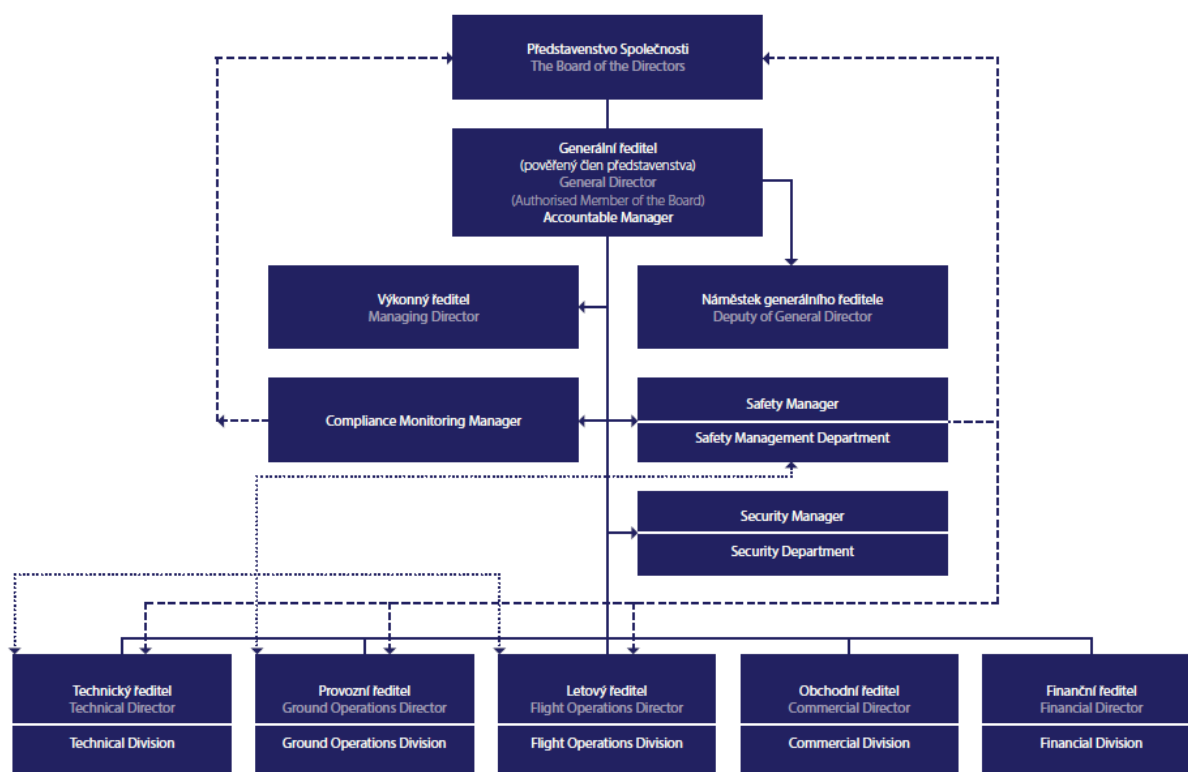 Představenstvo Společnosti
The Board of the Directors
Generální ředitel
(pověřený člen představenstva)
General Director
(Authorised Member of the Board)
Accountable Manager
Výkonný ředitel
Managing Director
Náměstek generálního ředitele
Deputy of General Director
Compliance Monitoring Manager
Safety Manager
Safety Management Department
Security Manager
Security Department
Technický ředitel
Technical Director
Technical Division
Provozní ředitel
Ground Operations Director
Ground Operations Division
Letový ředitel
Flight Operations Director
Flight Operations Division
Obchodní ředitel
Commercial Director
Commercial Division
Finanční ředitel
Financial Director
Financial Division